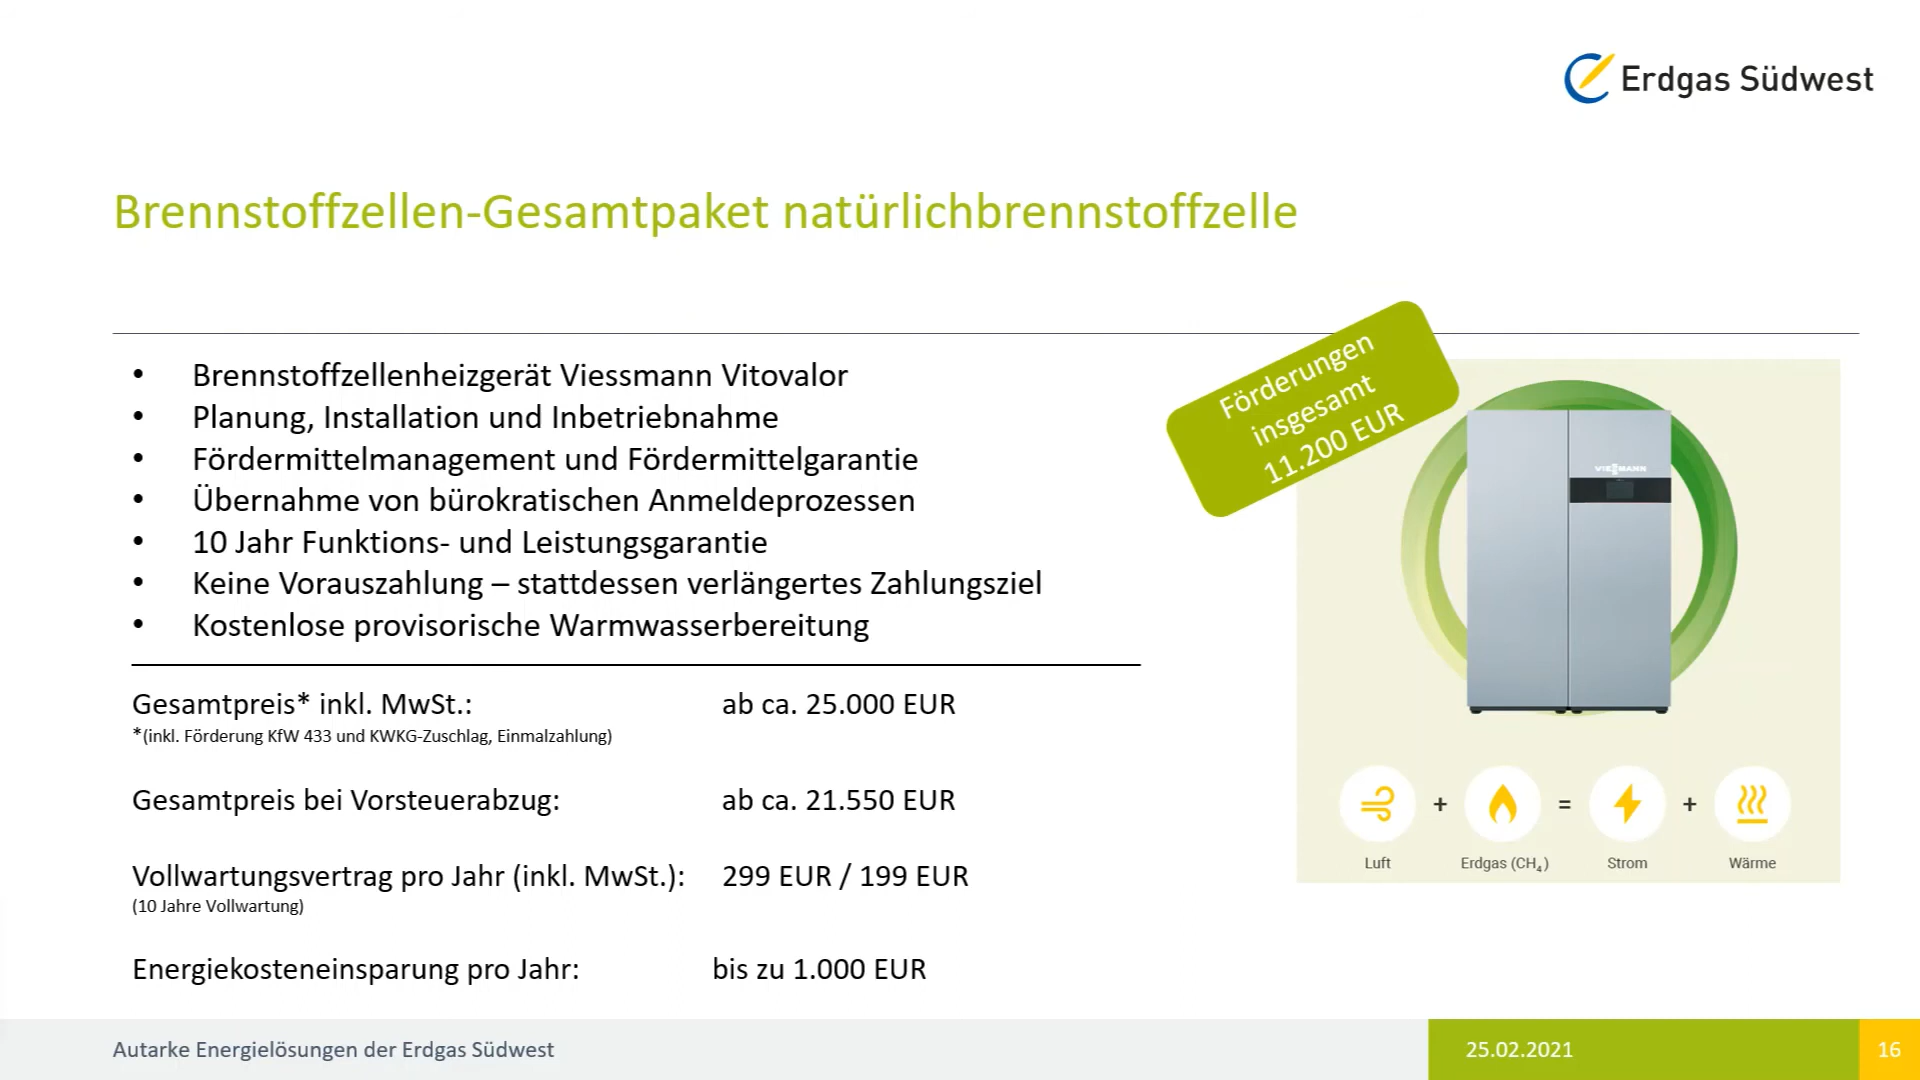 Erdgas Südwest
Brennstoffzellen-Gesamtpaket natürlichbrennstoffzelle
• Brennstoffzellenheizgerät Viessmann Vitovalor
• Planung, Installation und Inbetriebnahme
• Fördermittelmanagement und Fördermittelgarantie
• Übernahme von bürokratischen Anmeldeprozessen
• 10 Jahr Funktions- und Leistungsgarantie
• Keine Vorauszahlung – stattdessen verlängertes Zahlungsziel
• Kostenlose provisorische Warmwasserbereitung
Gesamtpreis* inkl. MwSt.: ab ca. 25.000 EUR
*(inkl. Förderung KfW 433 und KWKG-Zuschlag, Einmalzahlung)
Gesamtpreis bei Vorsteuerabzug: ab ca. 21.550 EUR
Vollwartungsvertrag pro Jahr (inkl. MwSt.): 299 EUR / 199 EUR
(10 Jahre Vollwartung)
Energiekosteneinsparung pro Jahr: bis zu 1.000 EUR
Förderungen
insgesamt
11.200 EUR
VIESSMANN
+ = +
Luft Erdgas (CH₄) Strom Wärme
Autarke Energielösungen der Erdgas Südwest 25.02.2021 16